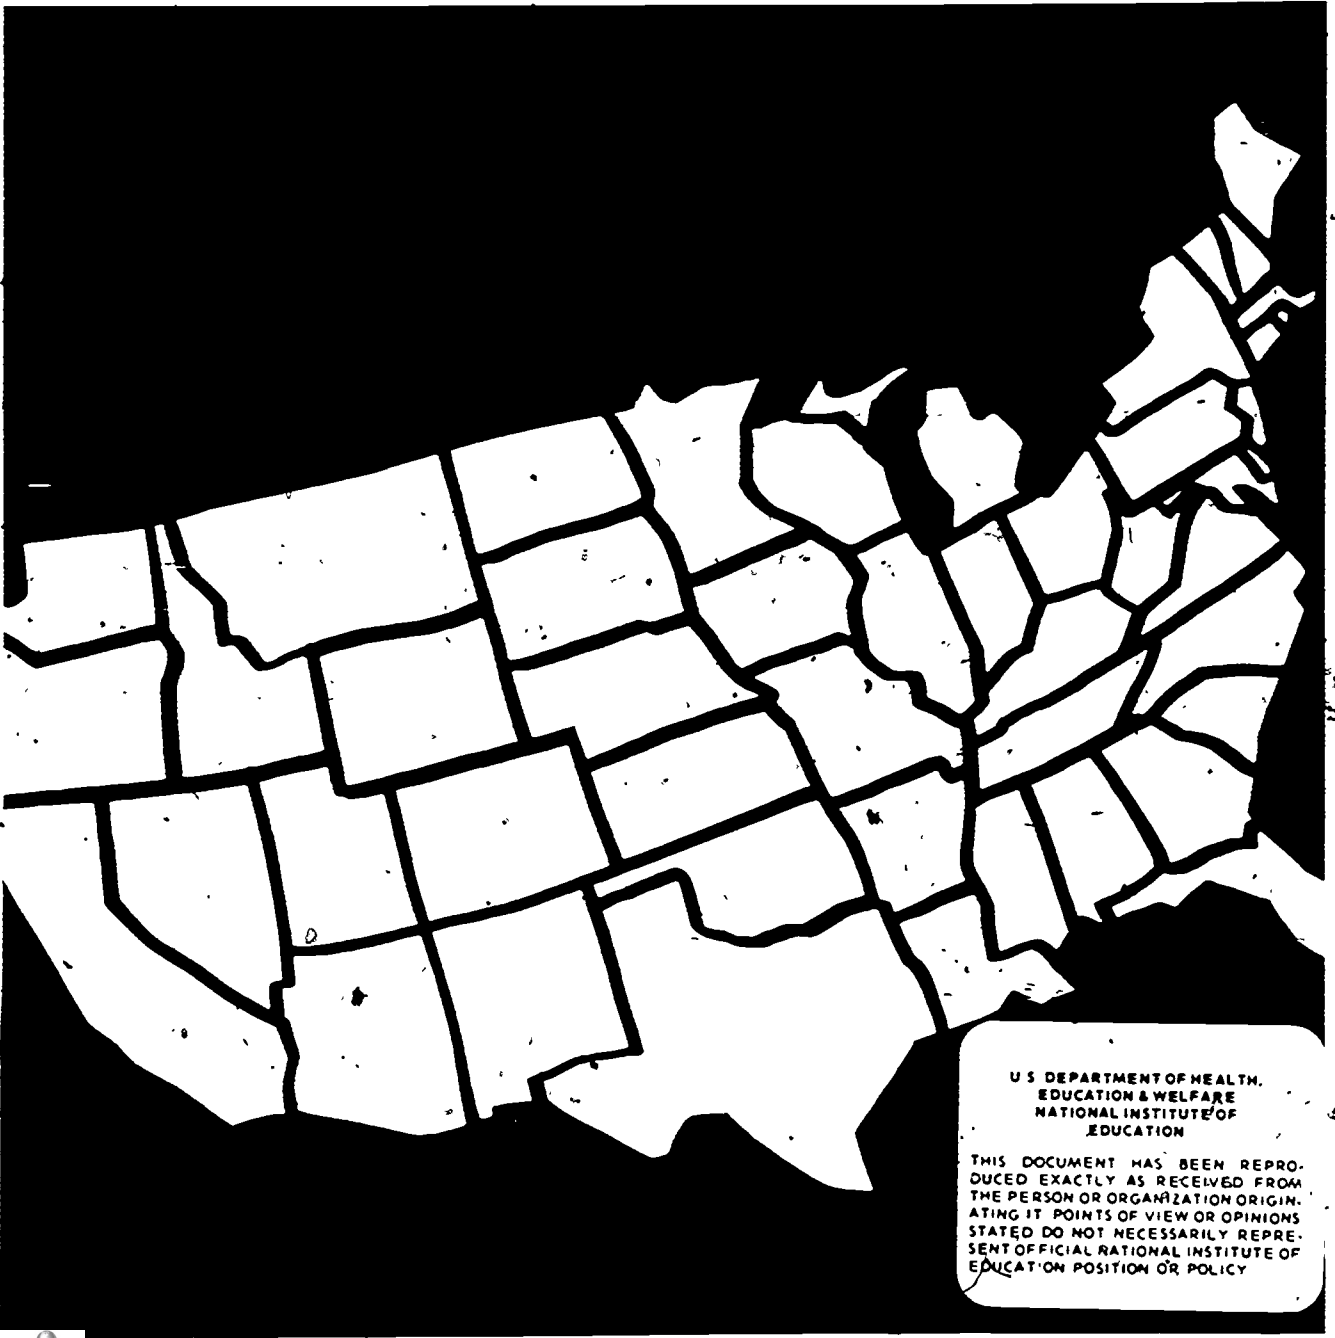 U S DEPARTMENT OF HEALTH,
EDUCATION & WELFARE
NATIONAL INSTITUTE OF
EDUCATION
THIS DOCUMENT HAS BEEN REPRO-
DUCED EXACTLY AS RECEIVED FROM
THE PERSON OR ORGANIZATION ORIGIN-
ATING IT POINTS OF VIEW OR OPINIONS
STATED DO NOT NECESSARILY REPRE-
SENT OFFICIAL NATIONAL INSTITUTE OF
EDUCATION POSITION OR POLICY